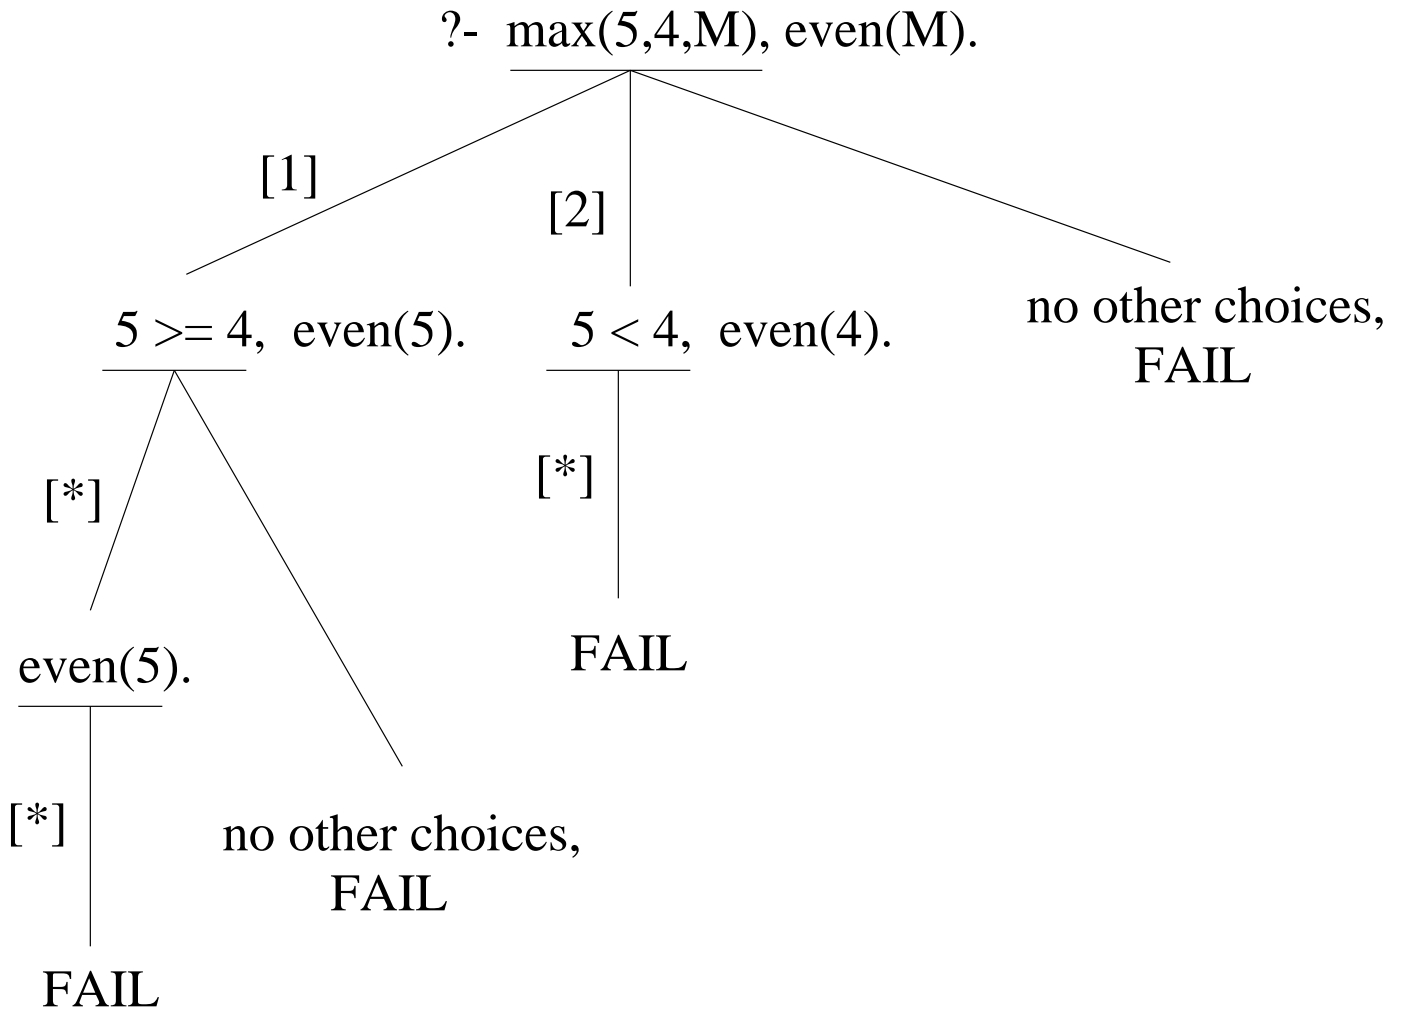 ?- max(5,4,M), even(M).
[1]
[2]
5 >= 4, even(5).
5 < 4, even(4).
no other choices,
FAIL
[*]
[*]
even(5).
FAIL
[*]
no other choices,
FAIL
FAIL